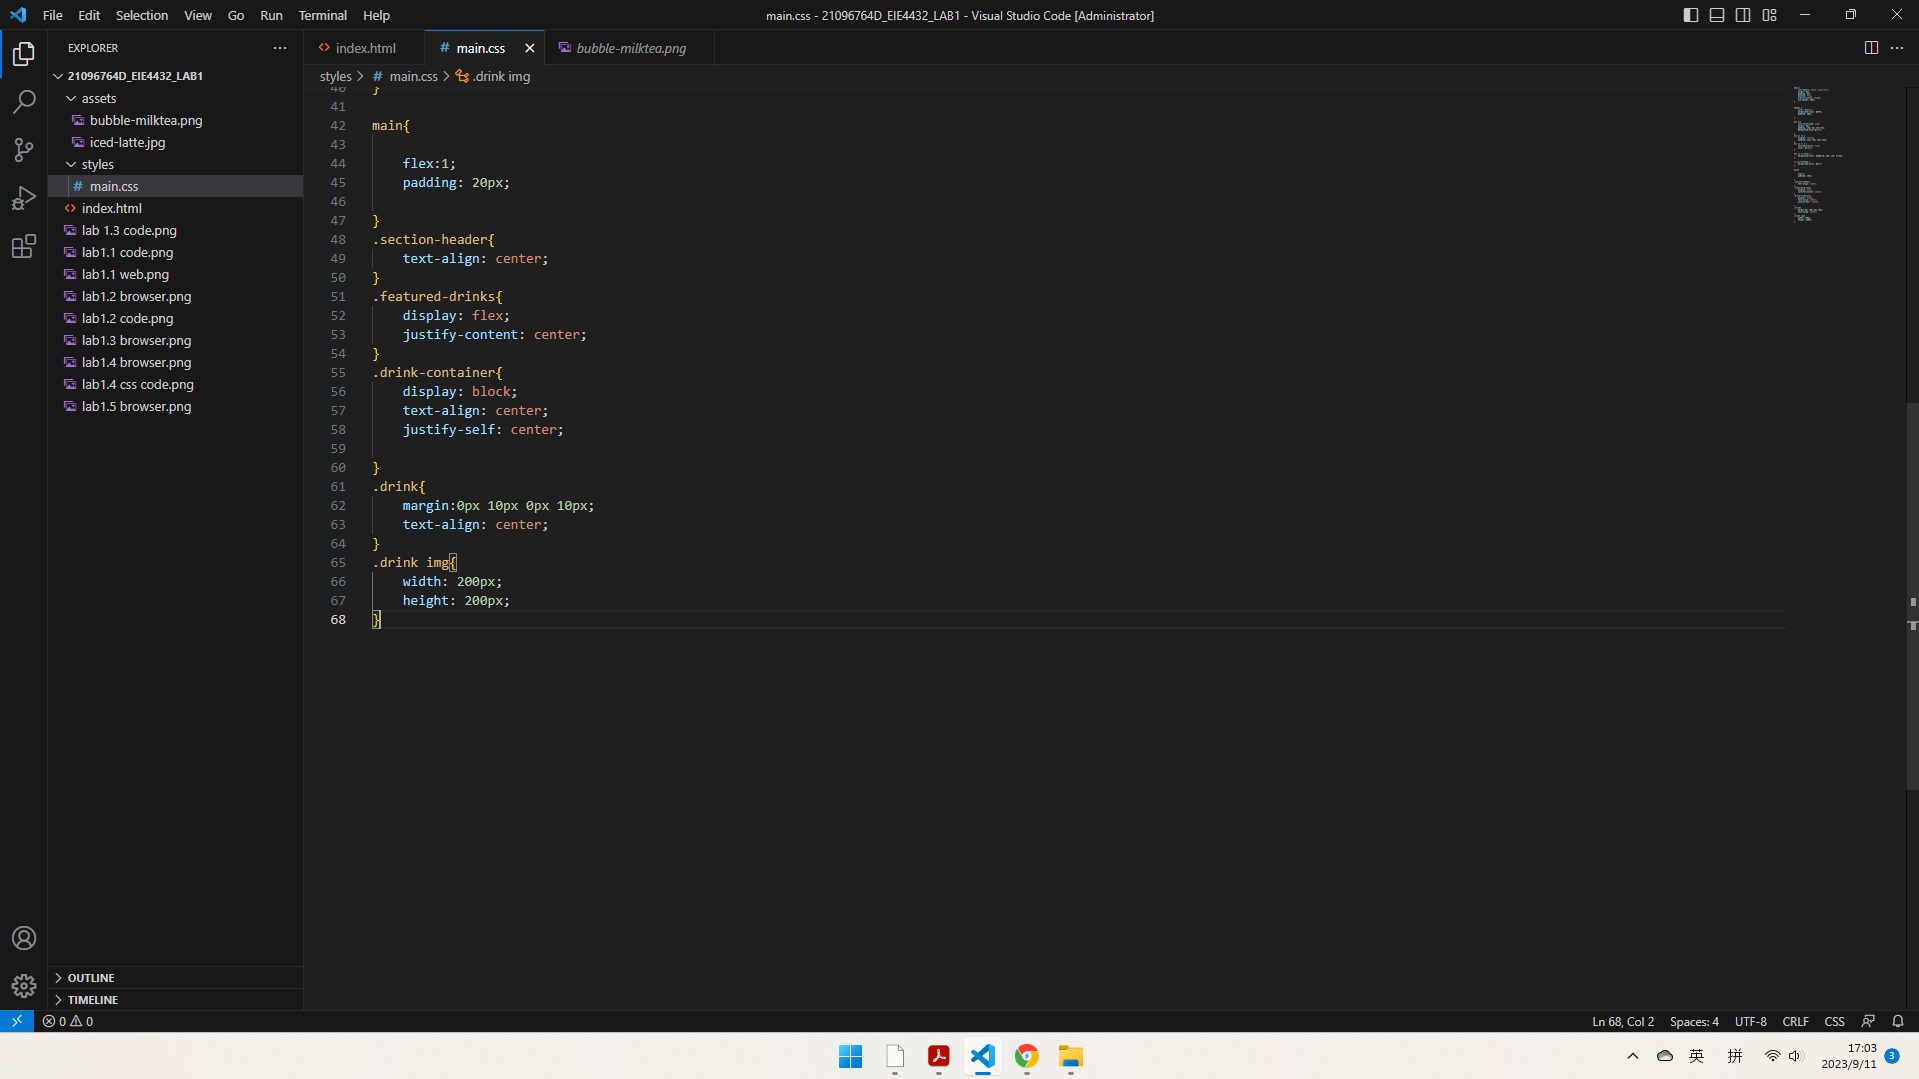 File Edit Selection View Go Run Terminal Help
main.css - 21096764D_EIE4432_LAB1 - Visual Studio Code [Administrator]
EXPLORER
21096764D_EIE4432_LAB1
assets
bubble-milktea.png
iced-latte.jpg
styles
main.css
index.html
lab 1.3 code.png
lab1.1 code.png
lab1.1 web.png
lab1.2 browser.png
lab1.2 code.png
lab1.3 browser.png
lab1.4 browser.png
lab1.4 css code.png
lab1.5 browser.png
OUTLINE
TIMELINE
index.html
# main.css
bubble-milktea.png
styles > # main.css > .drink img
40 }
41
42 main{
43
44 flex:1;
45 padding: 20px;
46
47 }
48 .section-header{
49 text-align: center;
50 }
51 .featured-drinks{
52 display: flex;
53 justify-content: center;
54 }
55 .drink-container{
56 display: block;
57 text-align: center;
58 justify-self: center;
59
60 }
61 .drink{
62 margin:0px 10px 0px 10px;
63 text-align: center;
64 }
65 .drink img{
66 width: 200px;
67 height: 200px;
68 }
0 0
Ln 68, Col 2 Spaces: 4 UTF-8 CRLF CSS
英 拼
17:03
2023/9/11 3